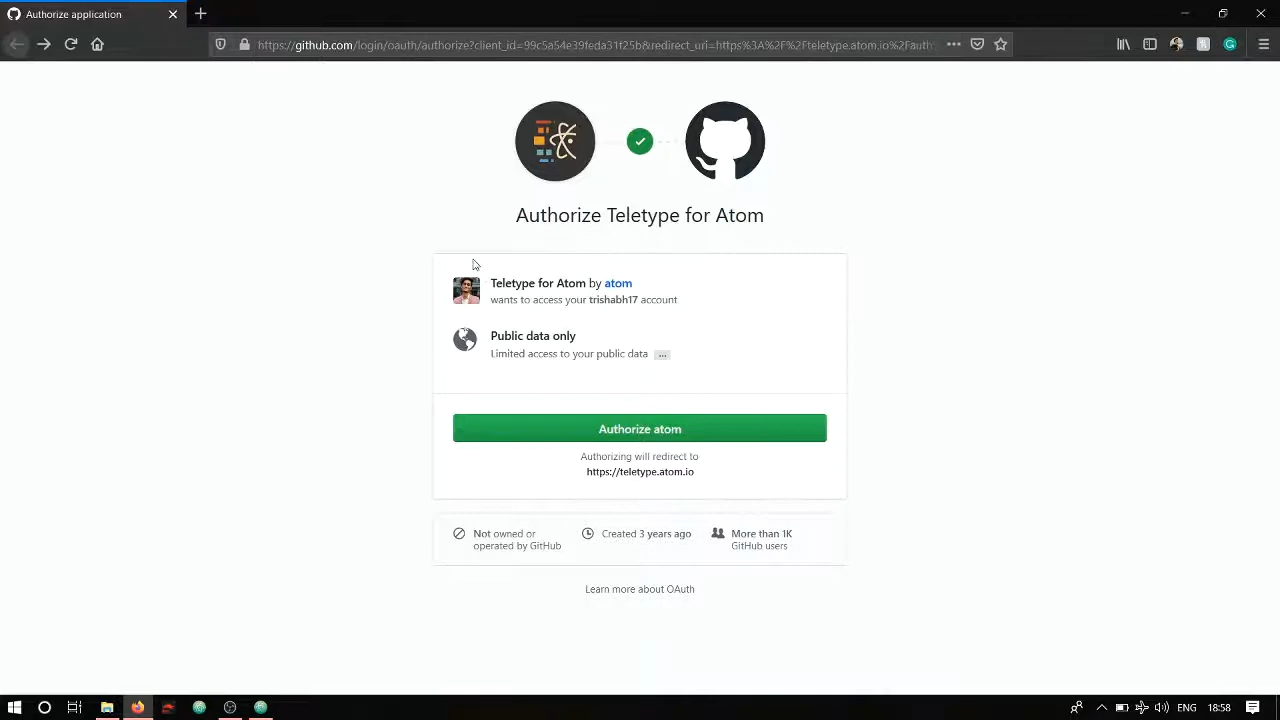 Authorize application
https://github.com/login/oauth/authorize?client_id=99c5a54e39feda31f25b&redirect_uri=https%3A%2F%2Fteletype.atom.io%2Fauth
Authorize Teletype for Atom
Teletype for Atom by atom
wants to access your trishabh17 account
Public data only
Limited access to your public data ...
Authorize atom
Authorizing will redirect to
https://teletype.atom.io
Not owned or
operated by GitHub
Created 3 years ago
More than 1K
GitHub users
Learn more about OAuth
ENG
18:58